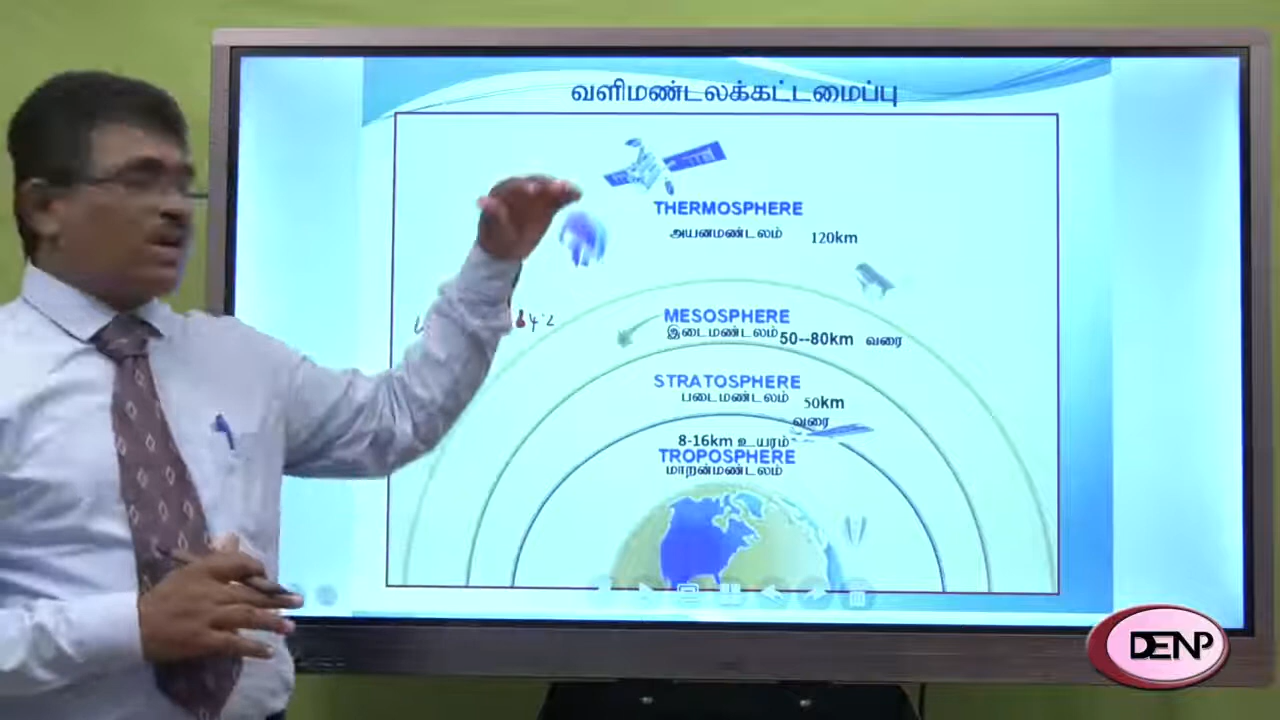 வளிமண்டலக்கட்டமைப்பு
THERMOSPHERE
அயனமண்டலம் 120km
MESOSPHERE
இடைமண்டலம் 50--80km வரை
STRATOSPHERE
படைமண்டலம் 50km
வரை
8-16km உயரம்
TROPOSPHERE
மாறன்மண்டலம்
DENP